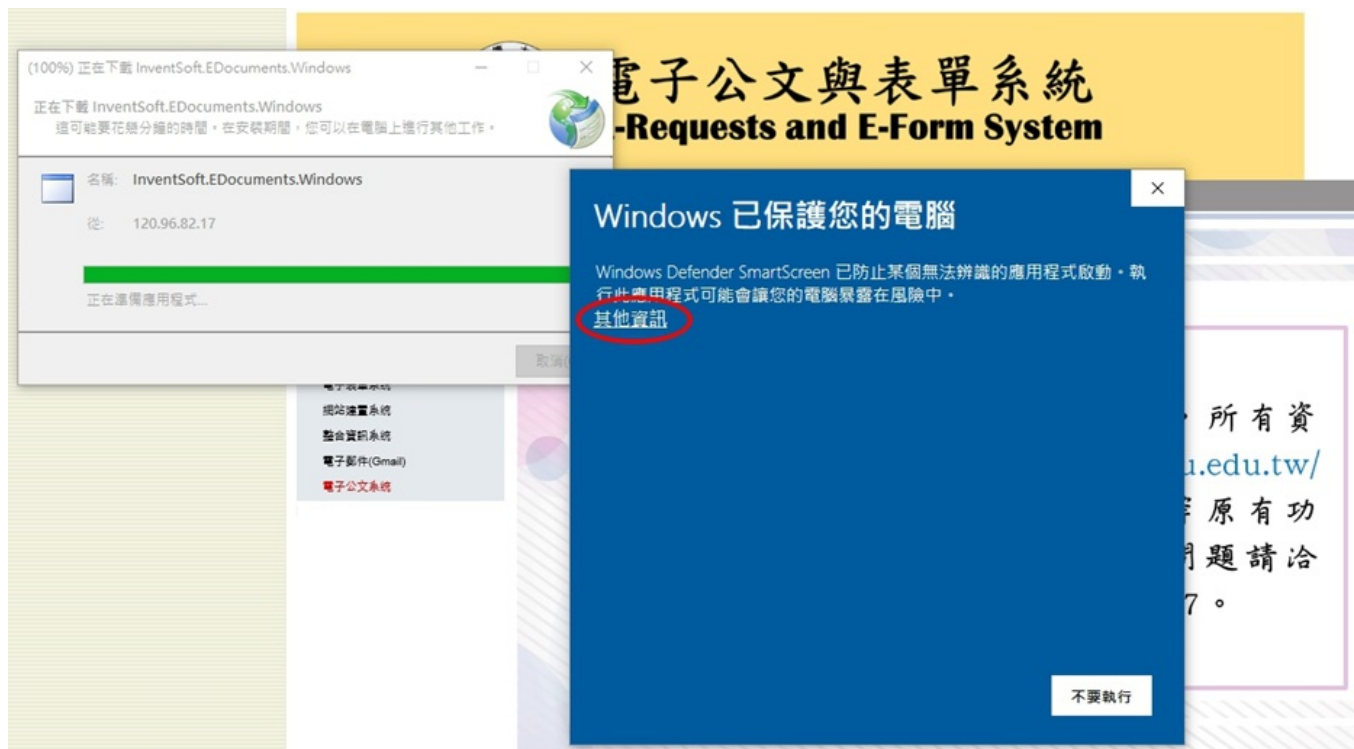 電子公文與表單系統
-Requests and E-Form System
(100%) 正在下載 InventSoft.EDocuments.Windows
正在下載 InventSoft.EDocuments.Windows
這可能要花幾分鐘的時間。在安裝期間，您可以在電腦上進行其他工作。
名稱: InventSoft.EDocuments.Windows
從: 120.96.82.17
正在準備應用程式...
取消(
Windows 已保護您的電腦
Windows Defender SmartScreen 已防止某個無法辨識的應用程式啟動。執
行此應用程式可能會讓您的電腦暴露在風險中。
其他資訊
不要執行
電子表單系統
網站建置系統
整合資訊系統
電子郵件(Gmail)
電子公文系統
，所有資
u.edu.tw/
原有功
問題請洽
7。